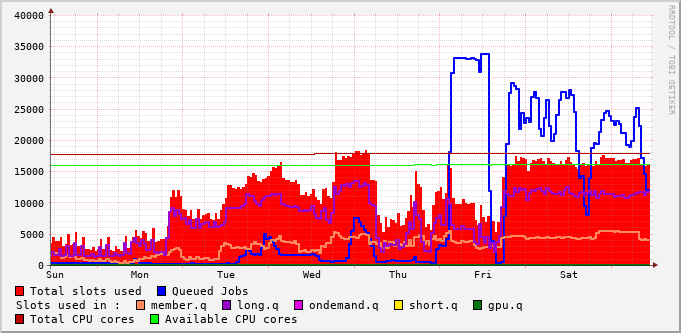 RRDTOOL / TOBI OETIKER
40000
35000
30000
25000
20000
15000
10000
5000
0
Sun Mon Tue Wed Thu Fri Sat
Total slots used Queued Jobs
Slots used in : member.q long.q ondemand.q short.q gpu.q
Total CPU cores Available CPU cores